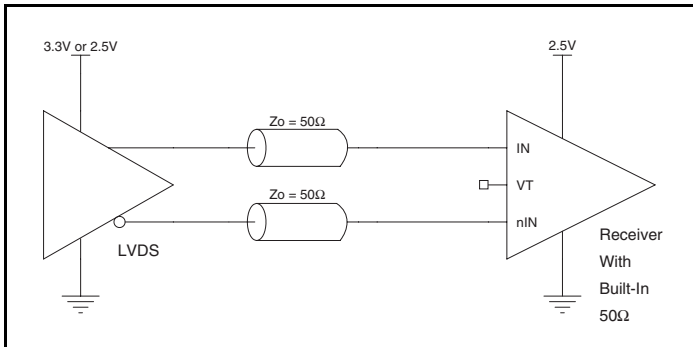 3.3V or 2.5V
2.5V
Zo = 50Ω
IN
VT
Zo = 50Ω
nIN
LVDS
Receiver
With
Built-In
50Ω